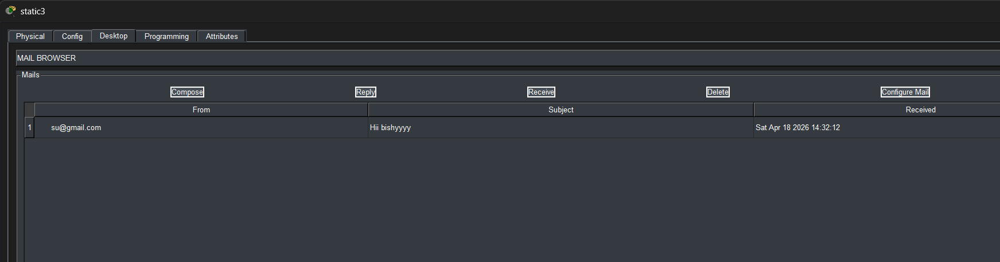 static3
Physical Config Desktop Programming Attributes
MAIL BROWSER
Mails
Compose Reply Receive Delete Configure Mail
From Subject Received
1 su@gmail.com Hii bishyyyy Sat Apr 18 2026 14:32:12